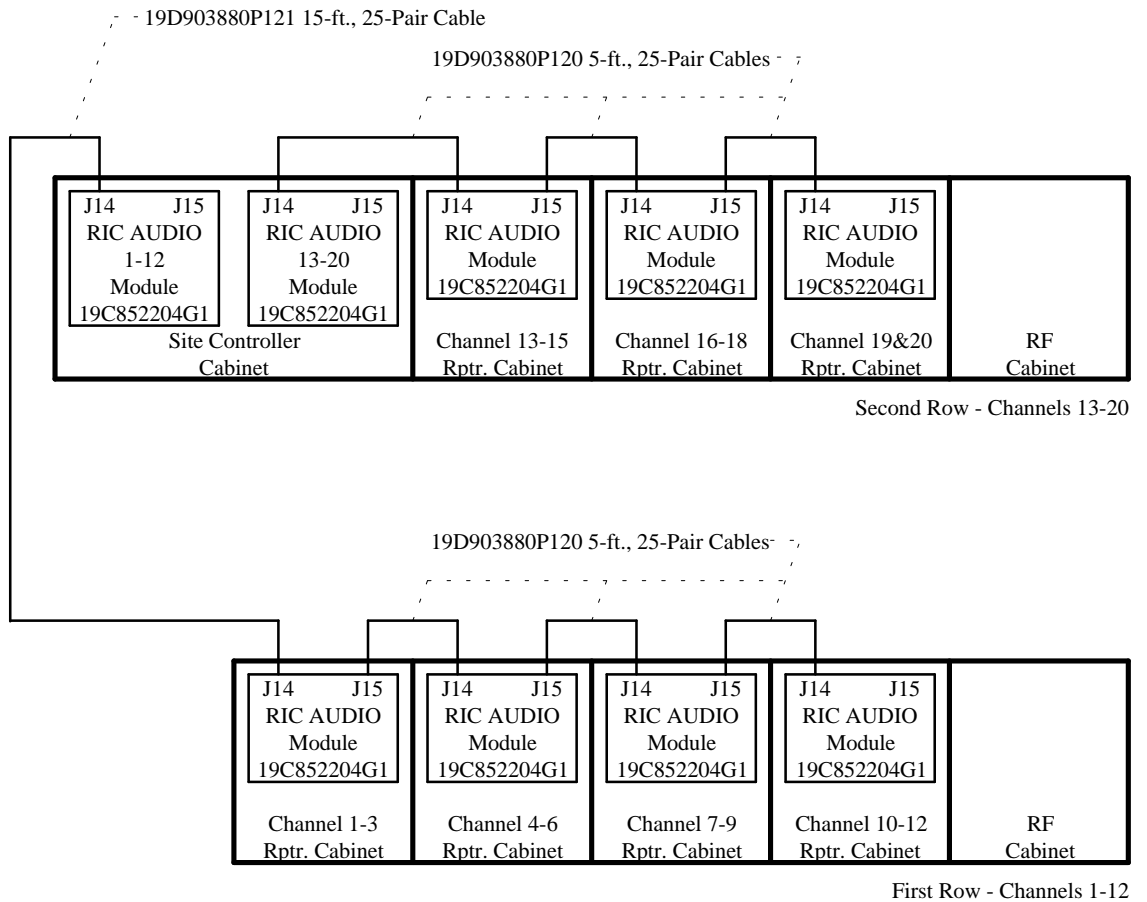 19D903880P121 15-ft., 25-Pair Cable
19D903880P120 5-ft., 25-Pair Cables
J14 J15
RIC AUDIO
1-12
Module
19C852204G1
J14 J15
RIC AUDIO
13-20
Module
19C852204G1
Site Controller
Cabinet
J14 J15
RIC AUDIO
Module
19C852204G1
Channel 13-15
Rptr. Cabinet
J14 J15
RIC AUDIO
Module
19C852204G1
Channel 16-18
Rptr. Cabinet
J14 J15
RIC AUDIO
Module
19C852204G1
Channel 19&20
Rptr. Cabinet
RF
Cabinet
Second Row - Channels 13-20
19D903880P120 5-ft., 25-Pair Cables
J14 J15
RIC AUDIO
Module
19C852204G1
Channel 1-3
Rptr. Cabinet
J14 J15
RIC AUDIO
Module
19C852204G1
Channel 4-6
Rptr. Cabinet
J14 J15
RIC AUDIO
Module
19C852204G1
Channel 7-9
Rptr. Cabinet
J14 J15
RIC AUDIO
Module
19C852204G1
Channel 10-12
Rptr. Cabinet
RF
Cabinet
First Row - Channels 1-12